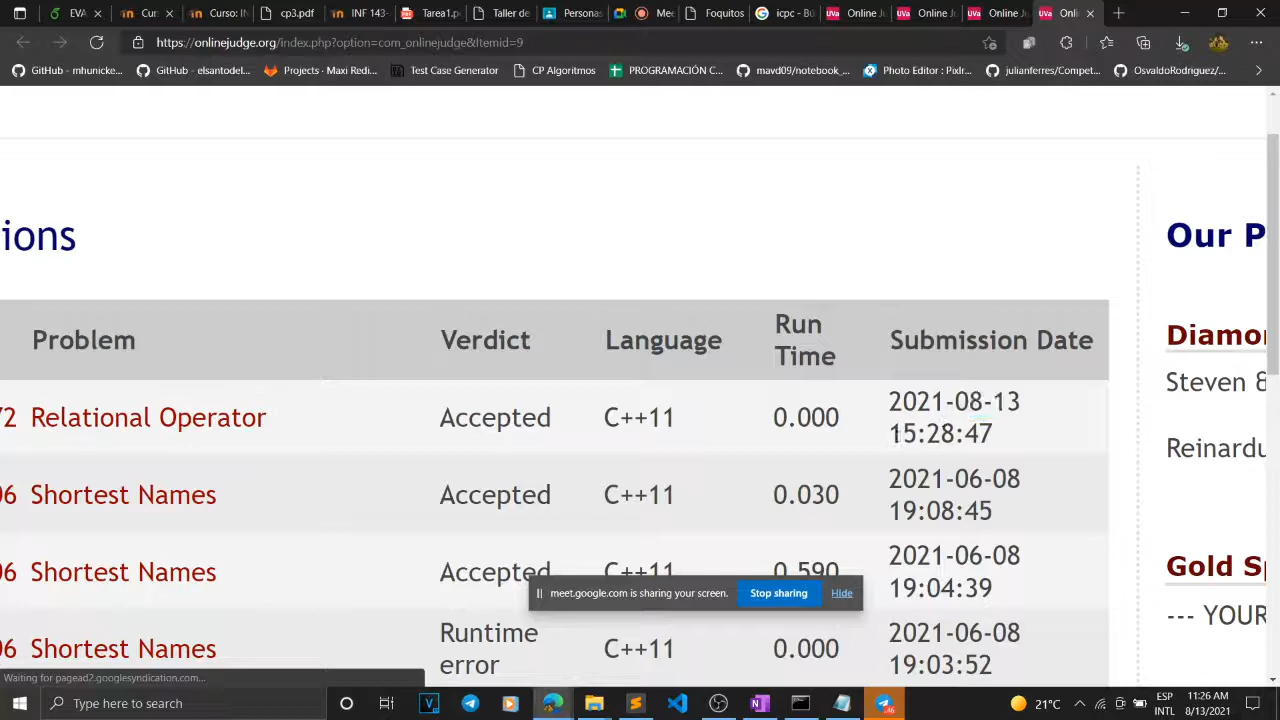 EVA
Cu
Curso IN
cp3.pdf
INF 143-
Tarea1.
Taller de
Personas
Mee
Foquitos
icpc - Bu
Online Ju
Online Ju
Online Ju
Onli
https://onlinejudge.org/index.php?option=com_onlinejudge&Itemid=9
GitHub - mhunicke...
GitHub - elsantodel...
Projects · Maxi Redi...
Test Case Generator
CP Algoritmos
PROGRAMACIÓN C...
mavd09/notebook_...
Photo Editor : Pixlr...
julianferres/Compet...
OsvaldoRodriguez/...
ions
Our P
Problem
Verdict
Language
Run
Time
Submission Date
Diamo
72 Relational Operator
Accepted
C++11
0.000
2021-08-13
15:28:47
Steven &
Reinardu
06 Shortest Names
Accepted
C++11
0.030
2021-06-08
19:08:45
06 Shortest Names
Accepted
C++11
0.590
2021-06-08
19:04:39
Gold Sp
--- YOUR
meet.google.com is sharing your screen.
Stop sharing
Hide
06 Shortest Names
Runtime
error
C++11
0.000
2021-06-08
19:03:52
Waiting for pagead2.googlesyndication.com...
Type here to search
21°C
ESP
INTL
11:26 AM
8/13/2021